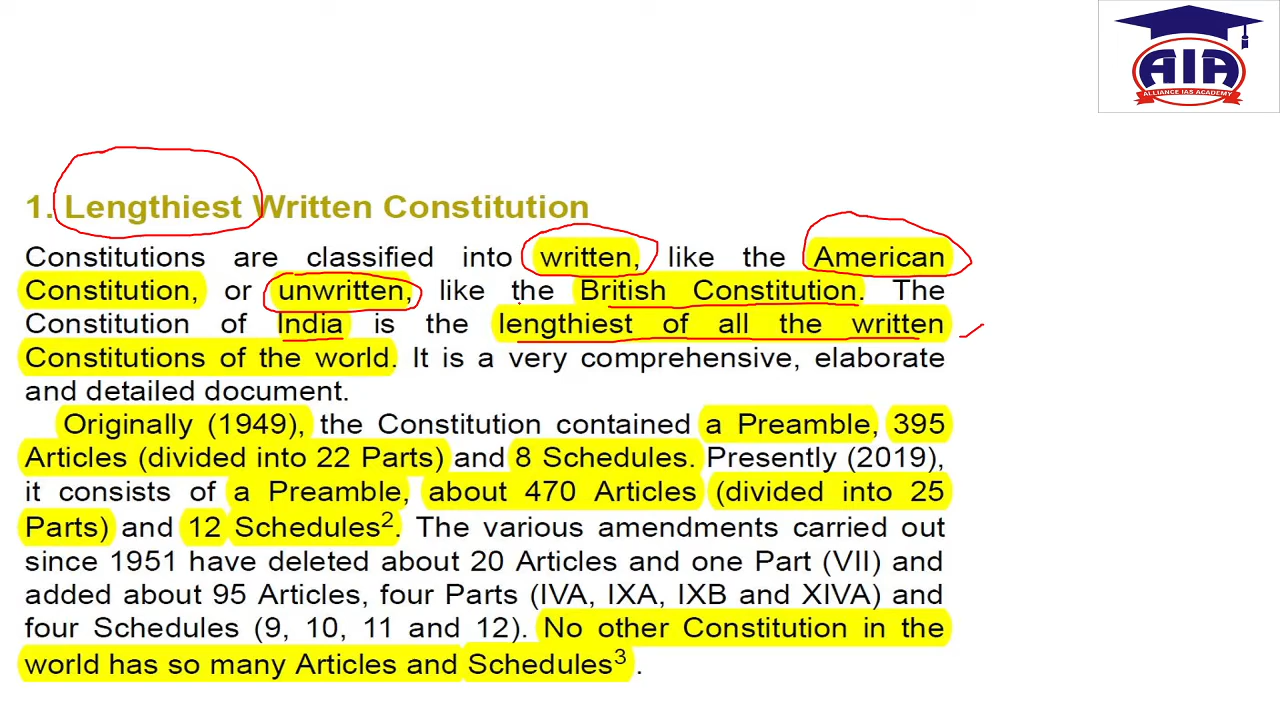 AIA
ALLIANCE IAS ACADEMY
1. Lengthiest Written Constitution
Constitutions are classified into written, like the American
Constitution, or unwritten, like the British Constitution. The
Constitution of India is the lengthiest of all the written
Constitutions of the world. It is a very comprehensive, elaborate
and detailed document.
Originally (1949), the Constitution contained a Preamble, 395
Articles (divided into 22 Parts) and 8 Schedules. Presently (2019),
it consists of a Preamble, about 470 Articles (divided into 25
Parts) and 12 Schedules2. The various amendments carried out
since 1951 have deleted about 20 Articles and one Part (VII) and
added about 95 Articles, four Parts (IVA, IXA, IXB and XIVA) and
four Schedules (9, 10, 11 and 12). No other Constitution in the
world has so many Articles and Schedules3 .